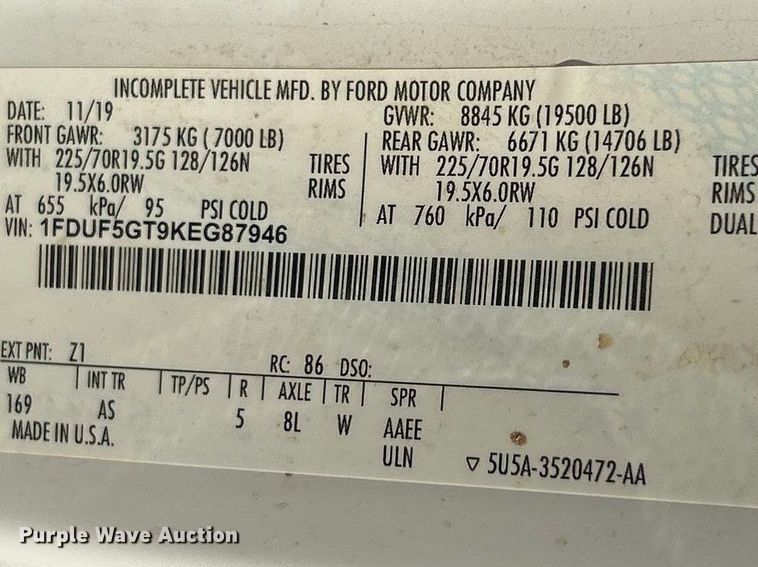 INCOMPLETE VEHICLE MFD. BY FORD MOTOR COMPANY
DATE: 11/19
GVWR: 8845 KG (19500 LB)
FRONT GAWR: 3175 KG (7000 LB)
REAR GAWR: 6671 KG (14706 LB)
WITH 225/70R19.5G 128/126N TIRES
WITH 225/70R19.5G 128/126N TIRES
19.5X6.0RW RIMS
19.5X6.0RW RIMS
AT 655 kPa/ 95 PSI COLD
AT 760 kPa/ 110 PSI COLD DUAL
VIN: 1FDUF5GT9KEG87946
EXT PNT: Z1 RC: 86 DSO:
WB INT TR TP/PS R AXLE TR SPR
169 AS 5 8L W AAEE
MADE IN U.S.A. ULN 5U5A-3520472-AA
Purple Wave Auction